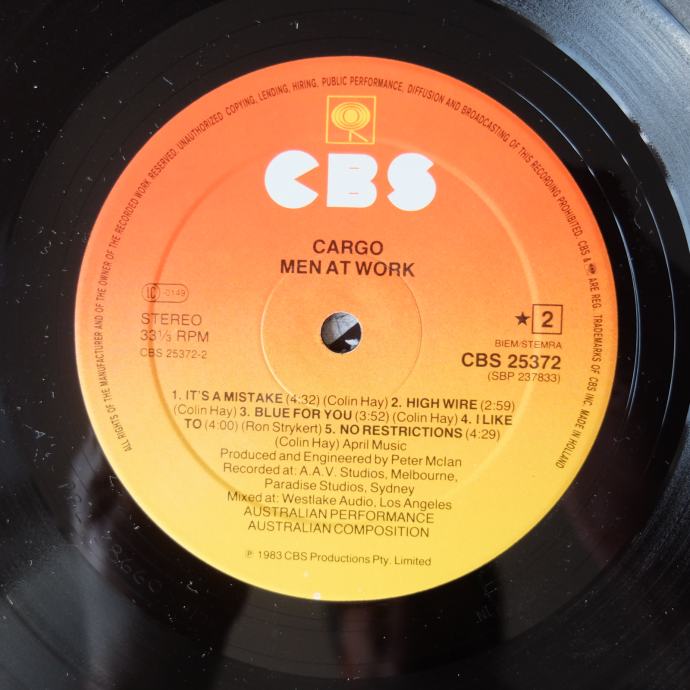 ALL RIGHTS OF THE MANUFACTURER AND OF THE OWNER OF THE RECORDED WORK RESERVED. UNAUTHORIZED COPYING, LENDING, HIRING, PUBLIC PERFORMANCE, DIFFUSION AND BROADCASTING OF THIS RECORDING PROHIBITED. CBS & ARE REG. TRADEMARKS OF CBS INC. MADE IN HOLLAND
CBS
CARGO
MEN AT WORK
LC -0149
STEREO
33⅓ RPM
CBS 25372-2
★ 2
BIEM/STEMRA
CBS 25372
(SBP 237833)
1. IT'S A MISTAKE (4:32) (Colin Hay) 2. HIGH WIRE (2:59)
(Colin Hay) 3. BLUE FOR YOU (3:52) (Colin Hay) 4. I LIKE
TO (4:00) (Ron Strykert) 5. NO RESTRICTIONS (4:29)
(Colin Hay) April Music
Produced and Engineered by Peter McIan
Recorded at: A.A.V. Studios, Melbourne,
Paradise Studios, Sydney
Mixed at: Westlake Audio, Los Angeles
AUSTRALIAN PERFORMANCE
AUSTRALIAN COMPOSITION
℗ 1983 CBS Productions Pty. Limited